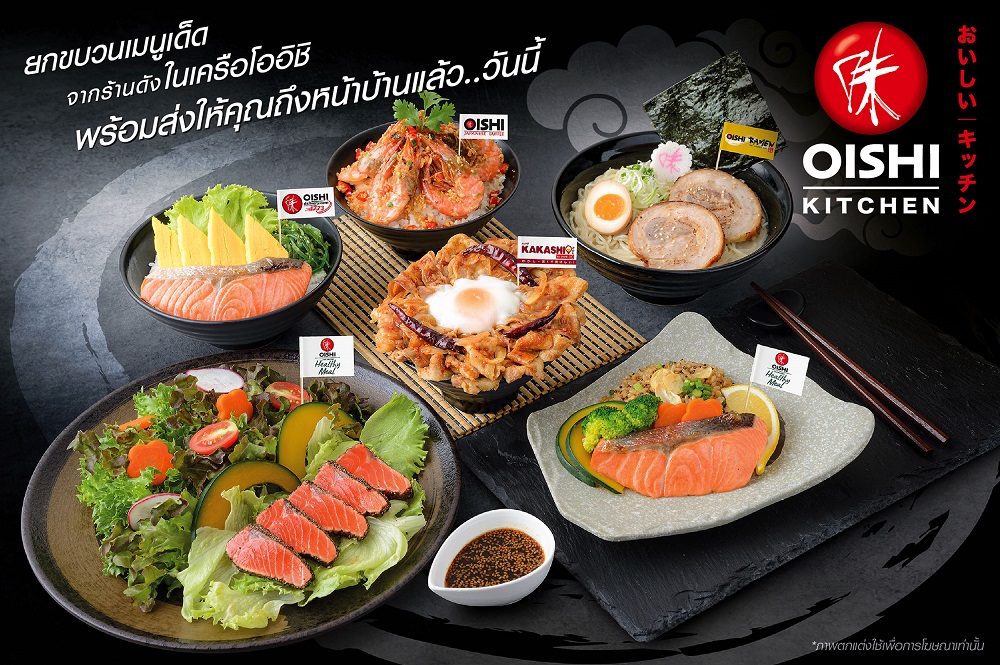 ยกขบวนเมนูเด็ด
จากร้านดังในเครือโออิชิ
พร้อมส่งให้คุณถึงหน้าบ้านแล้ว..วันนี้
味
OISHI
KITCHEN
おいしい|キッチン
OISHI
OISHI
OISHI RAMEN
KAKASHI
OISHI
Healthy
Meal
OISHI
Healthy
Meal
*ภาพตกแต่งใช้เพื่อการโฆษณาเท่านั้น